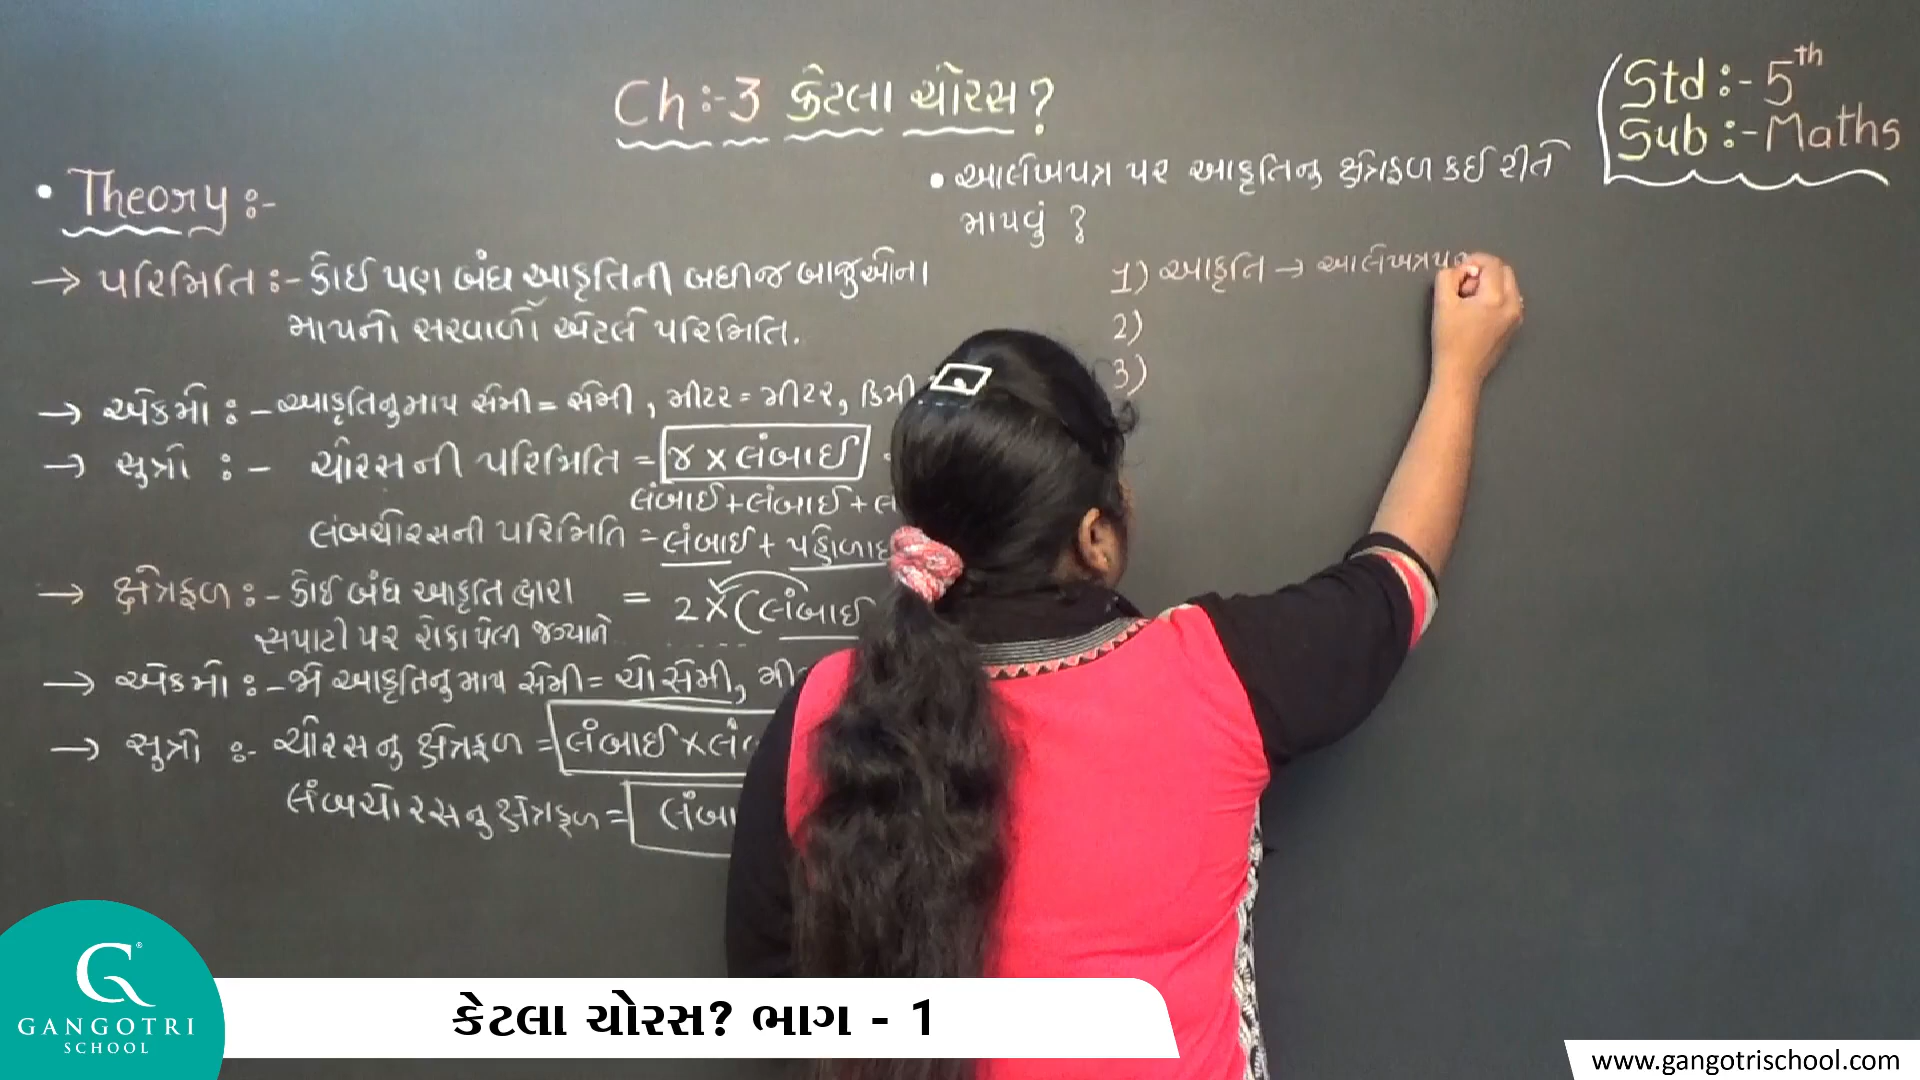 Ch :- 3 કેટલા ચોરસ ?
Std :- 5th
Sub :- Maths
• Theory :-
→ પરિમિતિ :- કોઈ પણ બંધ આકૃતિની બધીજ બાજુઓના
માપનો સરવાળો એટલે પરિમિતિ.
→ એકમો :- આકૃતિનુ માપ સેમી = સેમી , મીટર = મીટર, કિમી
→ સુત્રો :- ચોરસની પરિમિતિ = ૪ x લંબાઈ
લંબાઈ + લંબાઈ + લં
લંબચોરસની પરિમિતિ = લંબાઈ + પહોળાઈ
→ ક્ષેત્રફળ :- કોઈ બંધ આકૃતિ દ્વારા = 2 x (લંબાઈ
સપાટી પર રોકાયેલ જગ્યાને
→ એકમો :- જે આકૃતિનુ માપ સેમી = ચોસેમી, મી
→ સુત્રો :- ચોરસનુ ક્ષેત્રફળ = લંબાઈ x લં
લંબચોરસનુ ક્ષેત્રફળ = લંબા
• આલેખપત્ર પર આકૃતિનુ ક્ષેત્રફળ કઈ રીતે
માપવું ?
1) આકૃતિ → આલેખત્રપ
2)
3)
GANGOTRI
SCHOOL
કેટલા ચોરસ? ભાગ - 1
www.gangotrischool.com